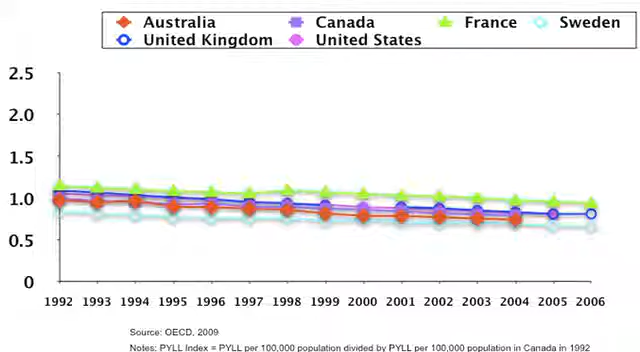 Australia Canada France Sweden
United Kingdom United States
2.5
2.0
1.5
1.0
0.5
0
1992 1993 1994 1995 1996 1997 1998 1999 2000 2001 2002 2003 2004 2005 2006
Source: OECD, 2009
Notes: PYLL Index = PYLL per 100,000 population divided by PYLL per 100,000 population in Canada in 1992